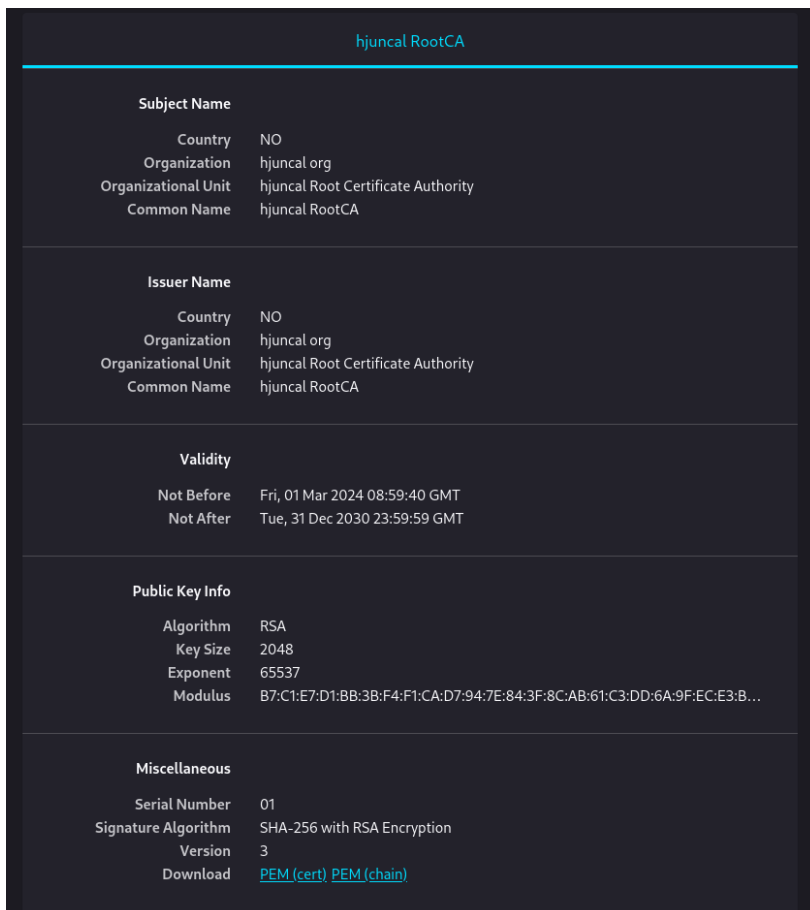 hjuncal RootCA
Subject Name
Country NO
Organization hjuncal org
Organizational Unit hjuncal Root Certificate Authority
Common Name hjuncal RootCA
Issuer Name
Country NO
Organization hjuncal org
Organizational Unit hjuncal Root Certificate Authority
Common Name hjuncal RootCA
Validity
Not Before Fri, 01 Mar 2024 08:59:40 GMT
Not After Tue, 31 Dec 2030 23:59:59 GMT
Public Key Info
Algorithm RSA
Key Size 2048
Exponent 65537
Modulus B7:C1:E7:D1:BB:3B:F4:F1:CA:D7:94:7E:84:3F:8C:AB:61:C3:DD:6A:9F:EC:E3:B...
Miscellaneous
Serial Number 01
Signature Algorithm SHA-256 with RSA Encryption
Version 3
Download PEM (cert) PEM (chain)